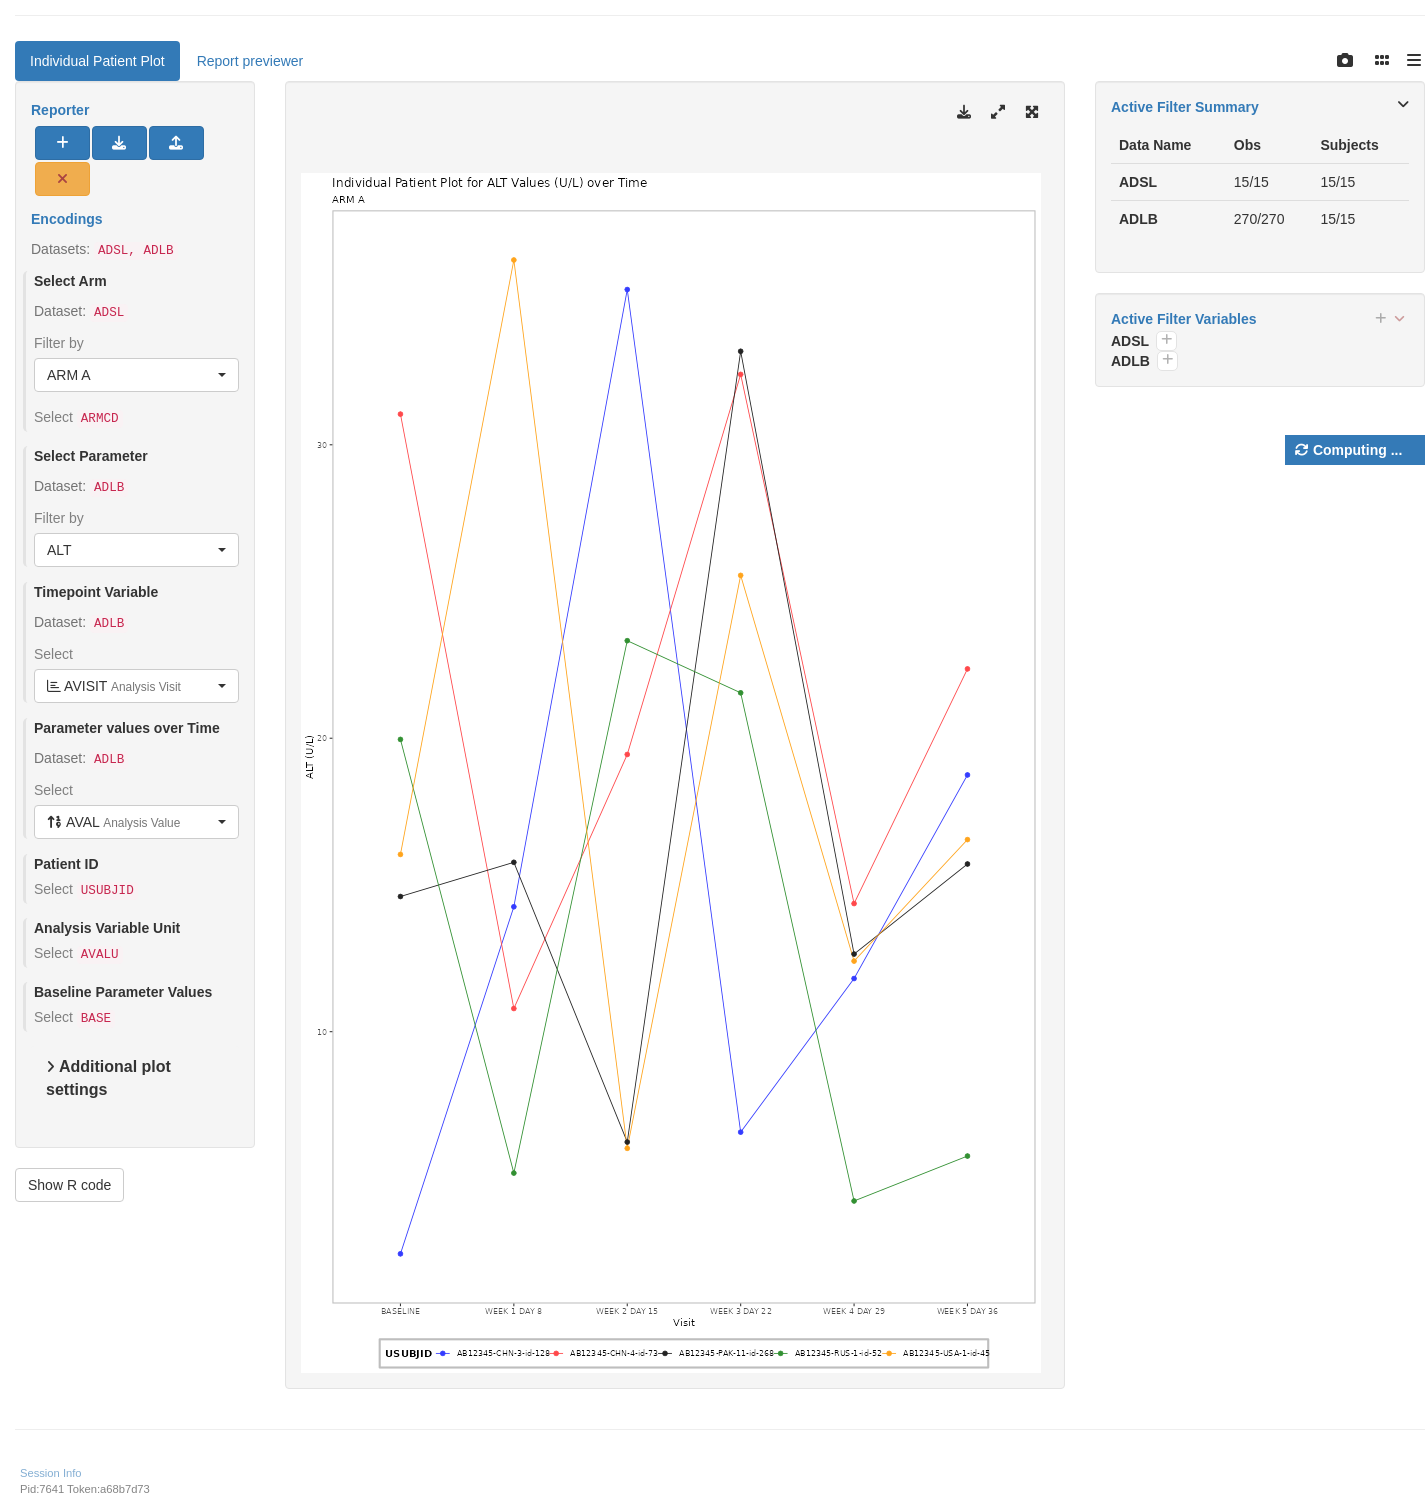 Individual Patient Plot
Report previewer
Reporter
Encodings
Datasets: ADSL, ADLB
Select Arm
Dataset: ADSL
Filter by
ARM A
Select ARMCD
Select Parameter
Dataset: ADLB
Filter by
ALT
Timepoint Variable
Dataset: ADLB
Select
AVISIT Analysis Visit
Parameter values over Time
Dataset: ADLB
Select
AVAL Analysis Value
Patient ID
Select USUBJID
Analysis Variable Unit
Select AVALU
Baseline Parameter Values
Select BASE
Additional plot
settings
Show R code
Individual Patient Plot for ALT Values (U/L) over Time
ARM A
30
20
10
ALT (U/L)
BASELINE WEEK 1 DAY 8 WEEK 2 DAY 15 WEEK 3 DAY 22 WEEK 4 DAY 29 WEEK 5 DAY 36
Visit
USUBJID AB12345-CHN-3-id-128 AB12345-CHN-4-id-73 AB12345-PAK-11-id-268 AB12345-RUS-1-id-52 AB12345-USA-1-id-45
Active Filter Summary
Data Name Obs Subjects
ADSL 15/15 15/15
ADLB 270/270 15/15
Active Filter Variables
ADSL
ADLB
Computing ...
Session Info
Pid:7641 Token:a68b7d73